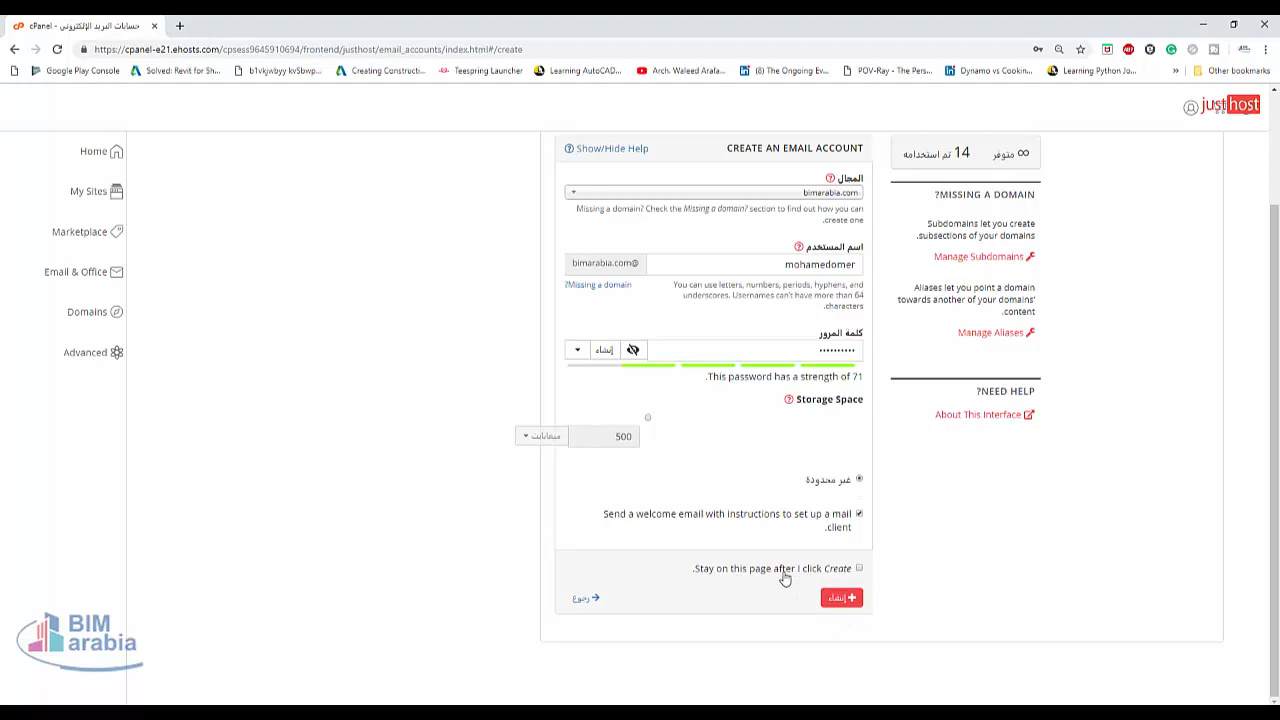 cPanel - حسابات البريد الإلكتروني
https://cpanel-e21.ehosts.com/cpsess9645910694/frontend/justhost/email_accounts/index.html#/create
Google Play Console
Solved: Revit for Sh...
b1vkjwbyy kvSbwp...
Creating Constructi...
Teespring Launcher
Learning AutoCAD...
Arch. Waleed Arafa...
(8) The Ongoing Ev...
POV-Ray - The Pers...
Dynamo vs Cookin...
Learning Python Jo...
Other bookmarks
justhost
Home
My Sites
Marketplace
Email & Office
Domains
Advanced
Show/Hide Help
CREATE AN EMAIL ACCOUNT
المجال
bimarabia.com
Missing a domain? Check the Missing a domain? section to find out how you can
.create one
اسم المستخدم
bimarabia.com@
mohamedomer
?Missing a domain
You can use letters, numbers, periods, hyphens, and
underscores. Usernames can't have more than 64
.characters
كلمة المرور
إنشاء
.This password has a strength of 71
Storage Space
500
ميغابايت
غير محدودة
Send a welcome email with instructions to set up a mail
.client
.Stay on this page after I click Create
إنشاء
رجوع
∞ متوفر
14 تم استخدامه
?MISSING A DOMAIN
Subdomains let you create
.subsections of your domains
Manage Subdomains
Aliases let you point a domain
towards another of your domains'
.content
Manage Aliases
?NEED HELP
About This Interface
BIM
arabia